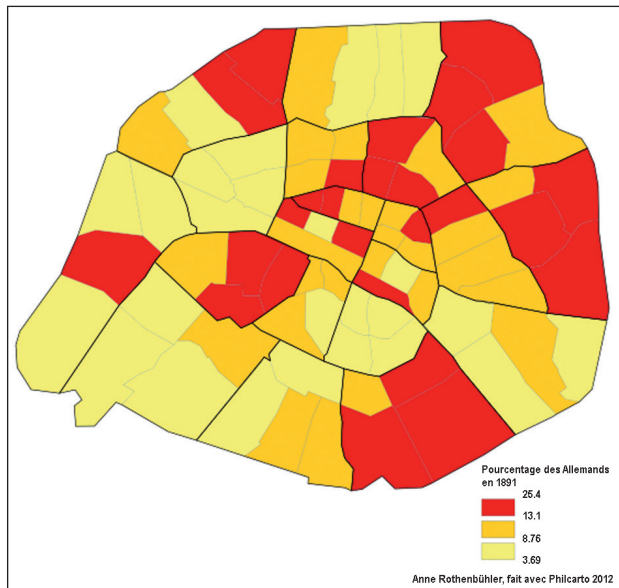 Pourcentage des Allemands
en 1891
25.4
13.1
8.76
3.69
Anne Rothenbühler, fait avec Philcarto 2012